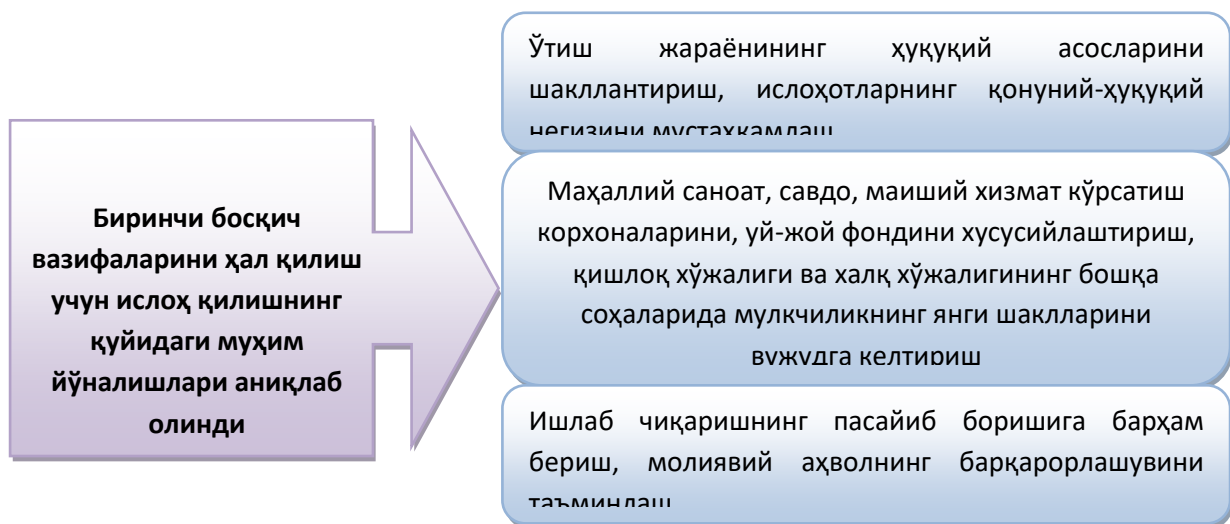 Биринчи босқич
вазифаларини ҳал қилиш
учун ислоҳ қилишнинг
қуйидаги муҳим
йўналишлари аниқлаб
олинди
Ўтиш жараёнининг ҳуқуқий асосларини
шакллантириш, ислоҳотларнинг қонуний-ҳуқуқий
негизини мустаҳкамлаш
Маҳаллий саноат, савдо, маиший хизмат кўрсатиш
корхоналарини, уй-жой фондини хусусийлаштириш,
қишлоқ хўжалиги ва халқ хўжалигининг бошқа
соҳаларида мулкчиликнинг янги шаклларини
вужудга келтириш
Ишлаб чиқаришнинг пасайиб боришига барҳам
бериш, молиявий аҳволнинг барқарорлашувини
таъминлаш